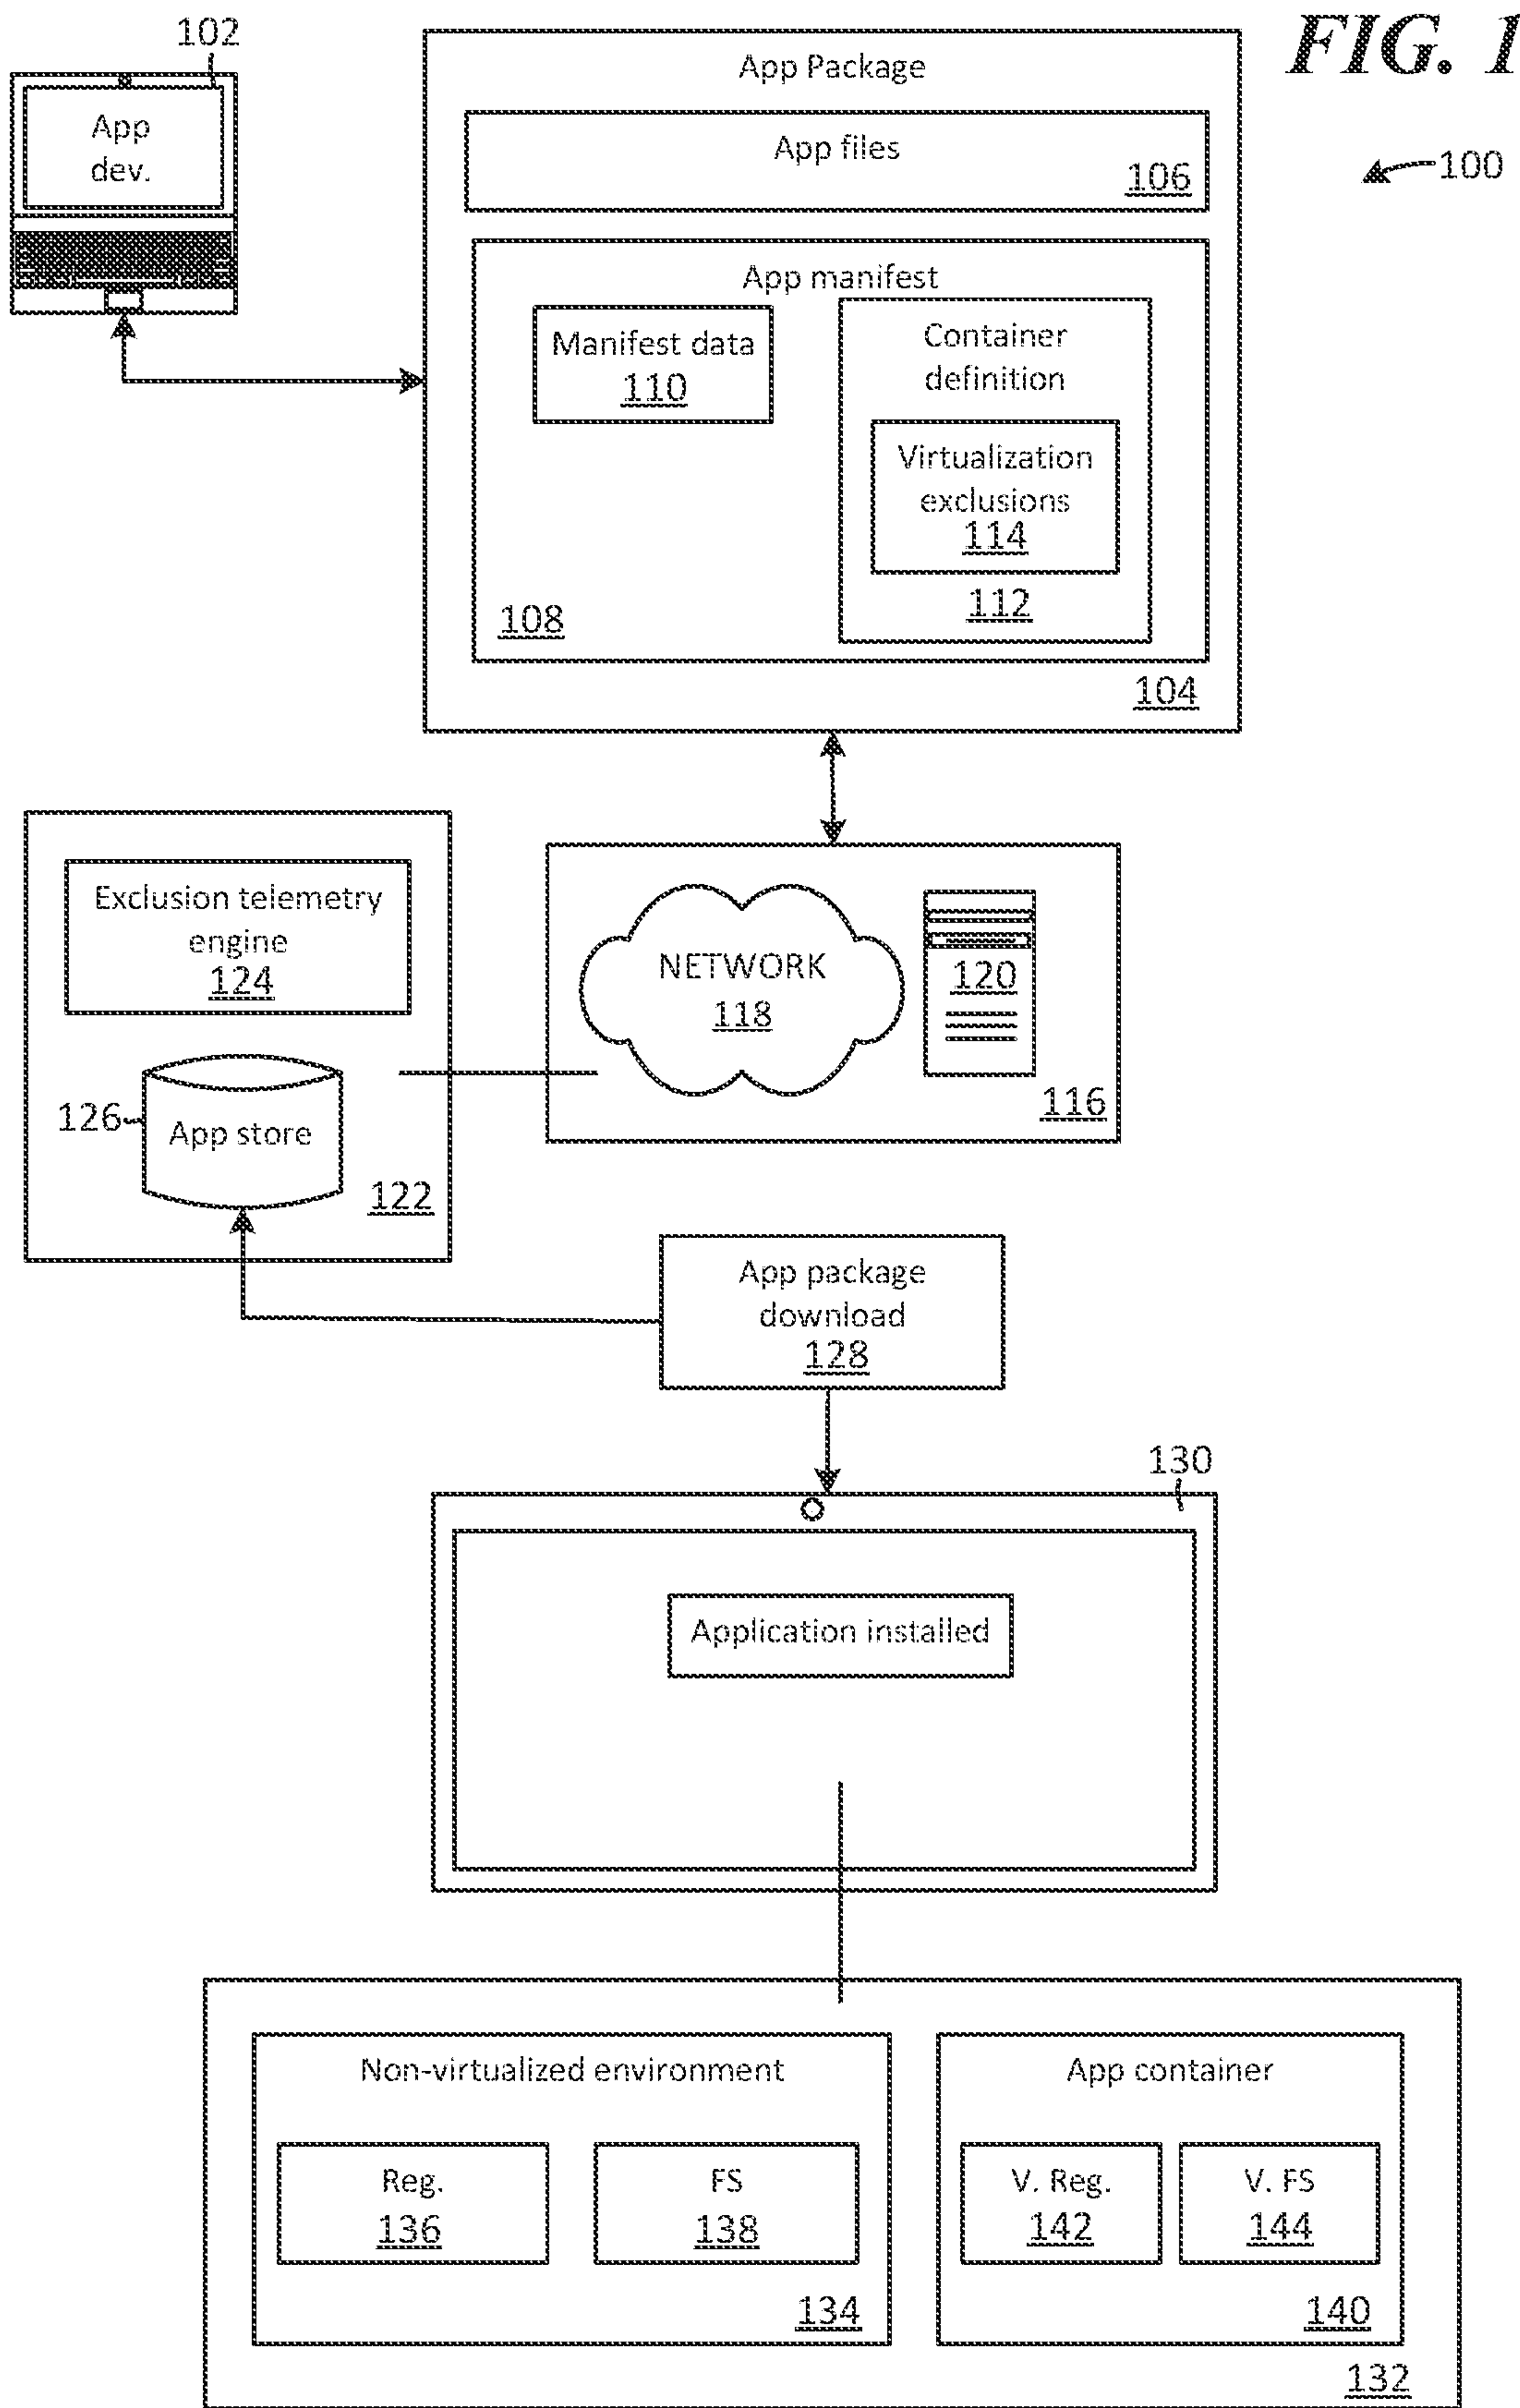 FIG. 1
102
100
App
dev.
App Package
App files
106
App manifest
Manifest data
110
Container
definition
Virtualization
exclusions
114
112
108
104
Exclusion telemetry
engine
124
126
App store
122
NETWORK
118
120
116
App package
download
128
130
Application installed
Non-virtualized environment
Reg.
136
FS
138
134
App container
V. Reg.
142
V. FS
144
140
132